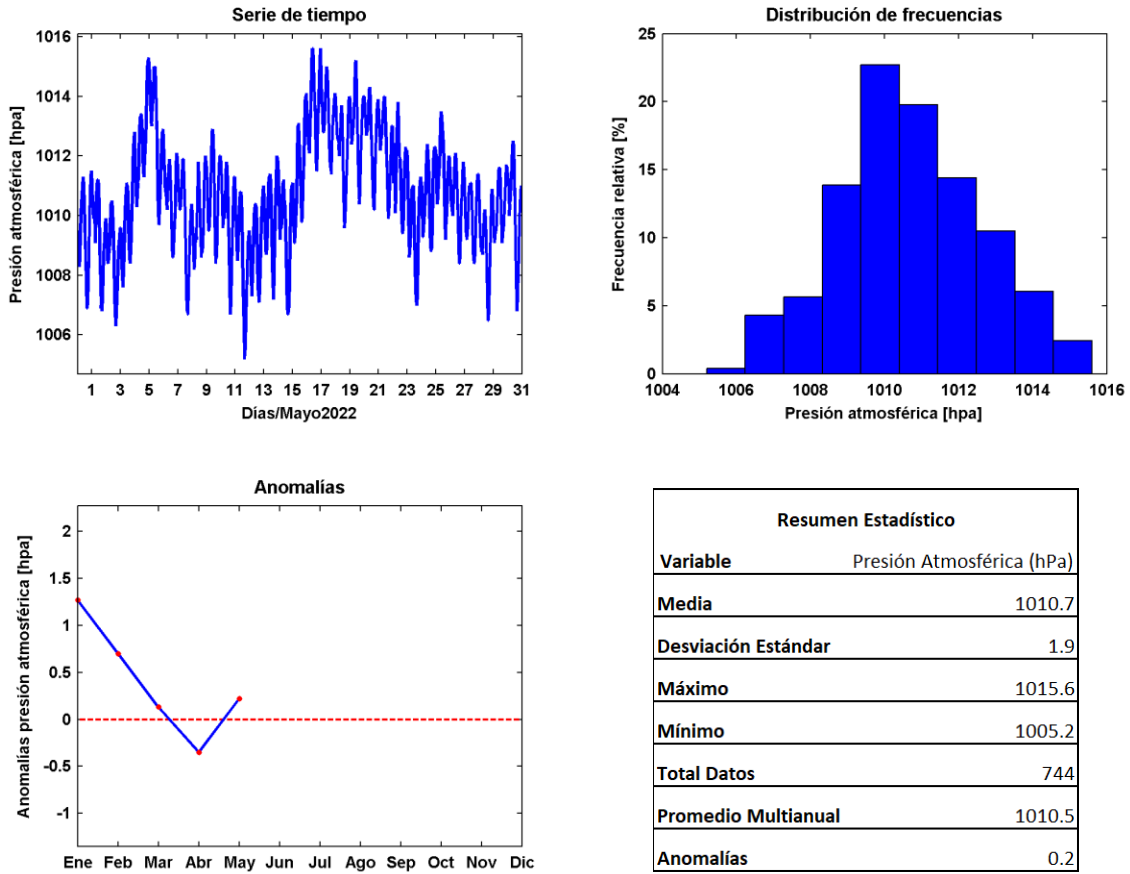 Serie de tiempo
1016
1014
1012
1010
1008
1006
Presión atmosférica [hpa]
1 3 5 7 9 11 13 15 17 19 21 23 25 27 29 31
Días/Mayo2022
Distribución de frecuencias
25
20
15
10
5
0
Frecuencia relativa [%]
1004 1006 1008 1010 1012 1014 1016
Presión atmosférica [hpa]
Anomalías
2
1.5
1
0.5
0
-0.5
-1
Anomalias presión atmosférica [hpa]
Ene Feb Mar Abr May Jun Jul Ago Sep Oct Nov Dic
Resumen Estadístico
Variable Presión Atmosférica (hPa)
Media 1010.7
Desviación Estándar 1.9
Máximo 1015.6
Mínimo 1005.2
Total Datos 744
Promedio Multianual 1010.5
Anomalías 0.2